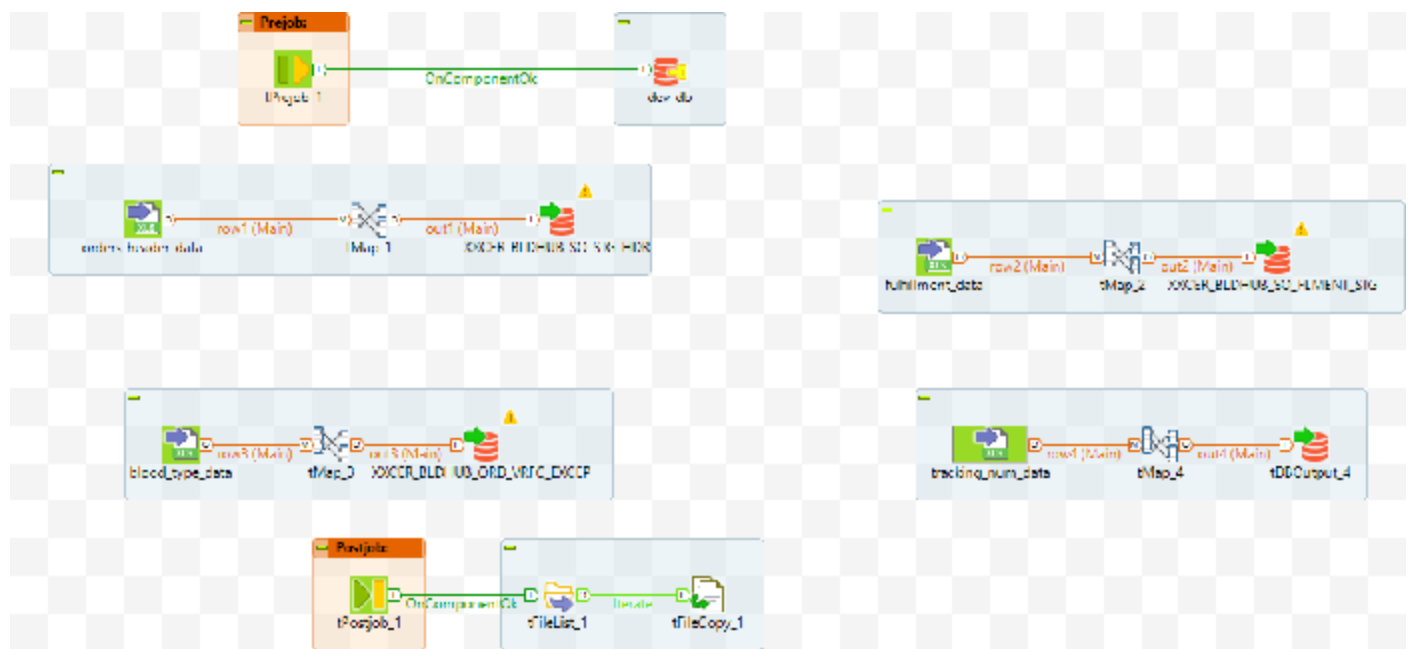 Prejob:
OnComponentOk
tPrejob_1
dev_db
row1 (Main)
out1 (Main)
orders_header_data
tMap_1
row2 (Main)
out2 (Main)
fulfillment_data
tMap_2
XXCER_BLDHUB_SO_FLMENT_STG
row3 (Main)
out3 (Main)
blood_type_data
tMap_3
row4 (Main)
out4 (Main)
tracking_num_data
tMap_4
tDBOutput_4
Postjob:
OnComponentOk
Iterate
tPostjob_1
tFileList_1
tFileCopy_1